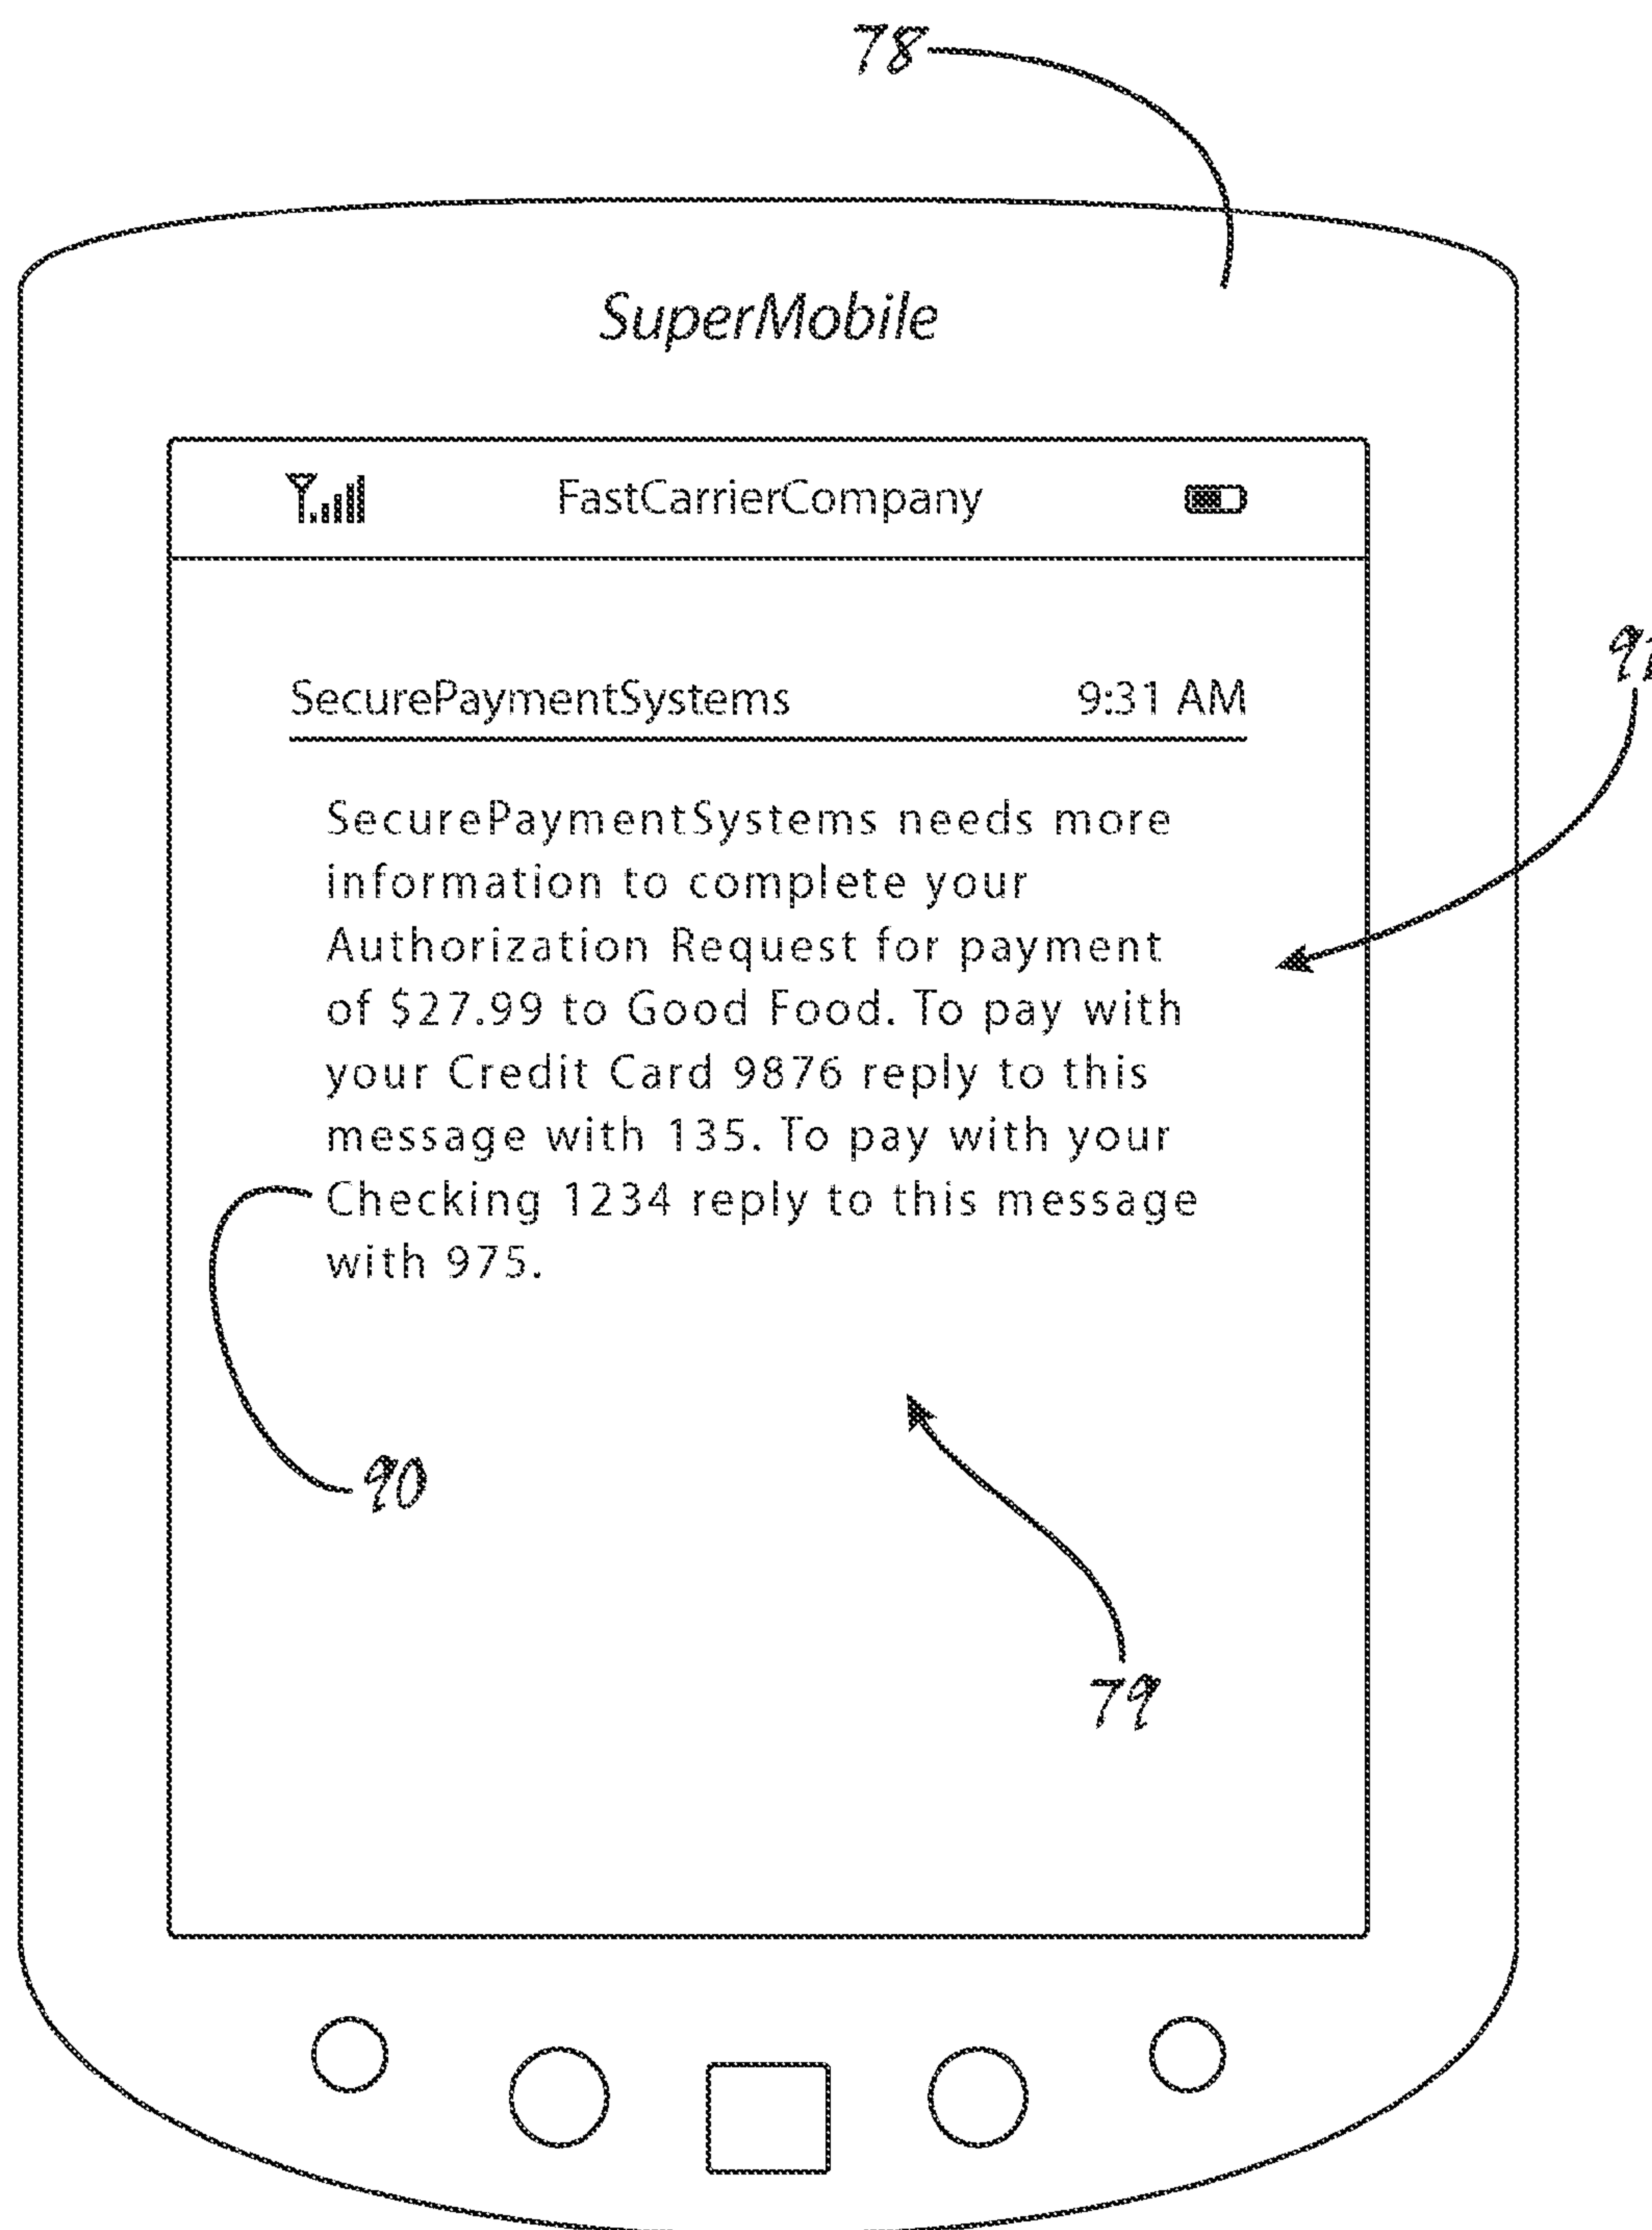 78
SuperMobile
FastCarrierCompany
91
SecurePaymentSystems 9:31 AM
SecurePaymentSystems needs more
information to complete your
Authorization Request for payment
of $27.99 to Good Food. To pay with
your Credit Card 9876 reply to this
message with 135. To pay with your
Checking 1234 reply to this message
with 975.
90
79